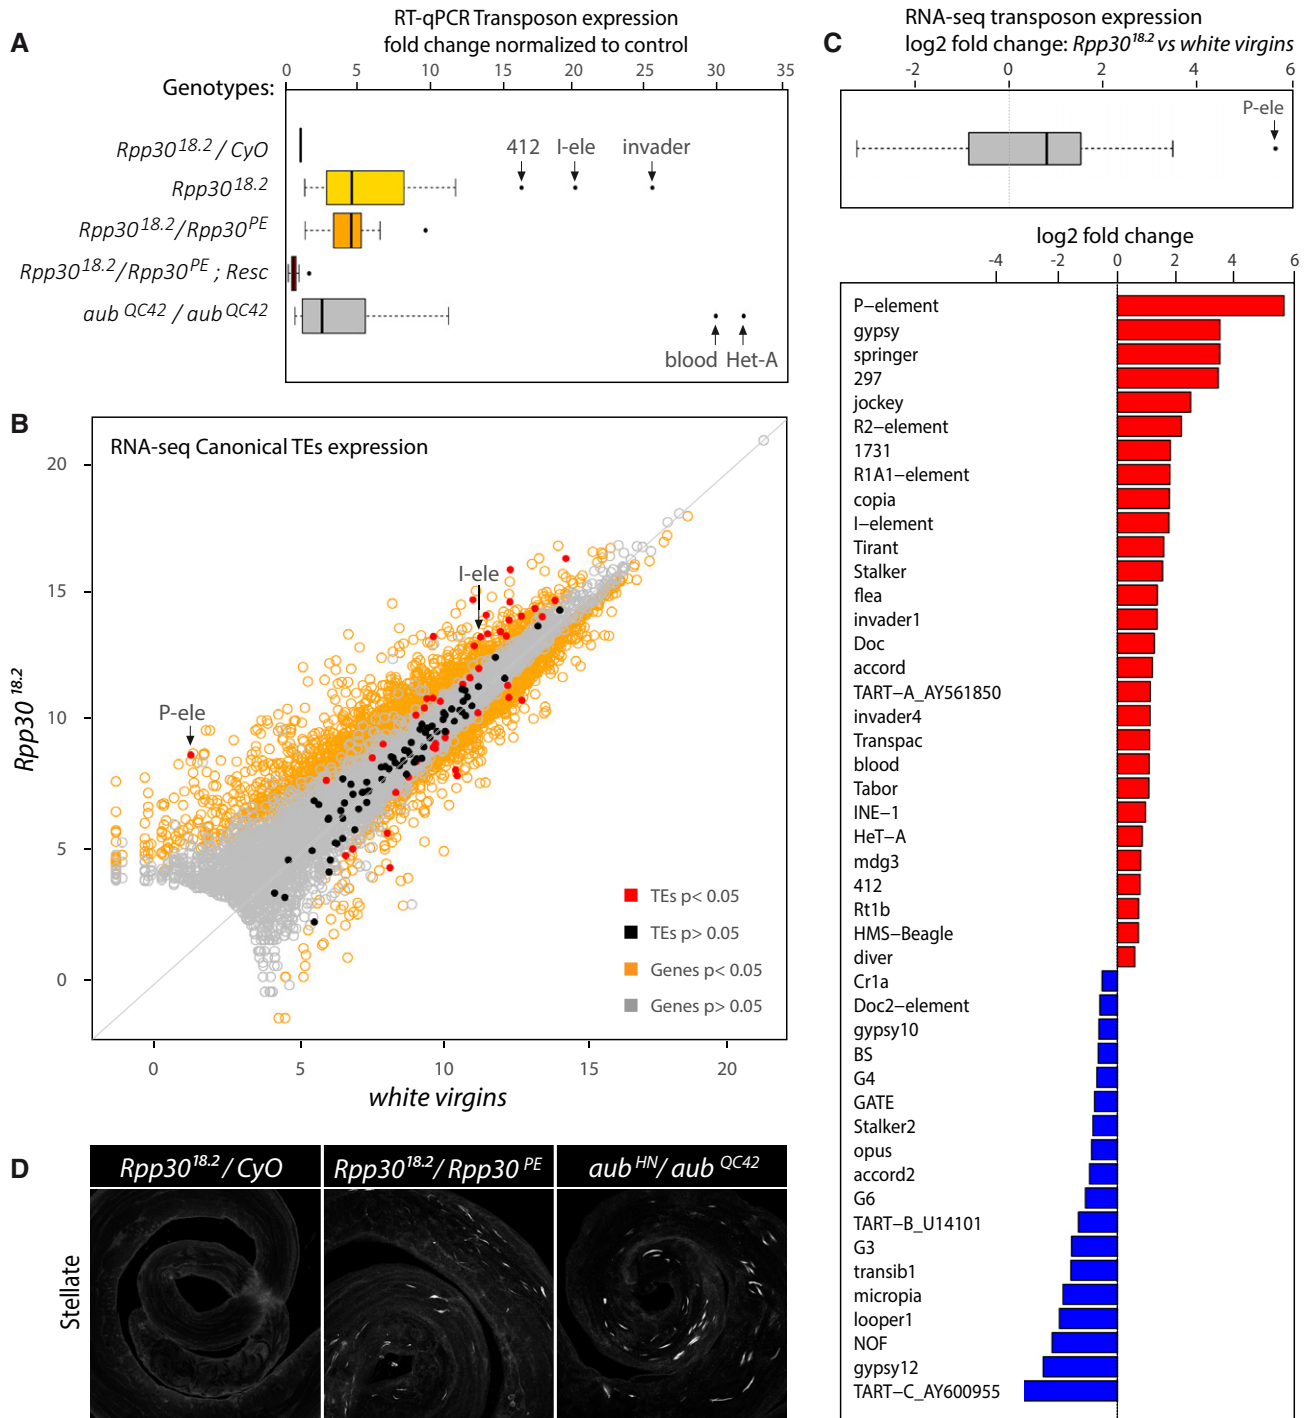 A
RT-qPCR Transposon expression
fold change normalized to control
Genotypes:
0 5 10 15 20 25 30 35
Rpp30^18.2 / CyO
Rpp30^18.2
Rpp30^18.2/Rpp30^PE
Rpp30^18.2/Rpp30^PE ; Resc
aub^QC42 / aub^QC42
412 I-ele invader
blood Het-A
B
RNA-seq Canonical TEs expression
Rpp30^18.2
20
15
10
5
0
I-ele
P-ele
TEs p< 0.05
TEs p> 0.05
Genes p< 0.05
Genes p> 0.05
0 5 10 15 20
white virgins
C
RNA-seq transposon expression
log2 fold change: Rpp30^18.2 vs white virgins
-2 0 2 4 6
P-ele
log2 fold change
-4 -2 0 2 4 6
P−element
gypsy
springer
297
jockey
R2−element
1731
R1A1−element
copia
I−element
Tirant
Stalker
flea
invader1
Doc
accord
TART−A_AY561850
invader4
Transpac
blood
Tabor
INE−1
HeT−A
mdg3
412
Rt1b
HMS−Beagle
diver
Cr1a
Doc2−element
gypsy10
BS
G4
GATE
Stalker2
opus
accord2
G6
TART−B_U14101
G3
transib1
micropia
looper1
NOF
gypsy12
TART−C_AY600955
D
Rpp30^18.2/ CyO
Rpp30^18.2/ Rpp30^PE
aub^HN/ aub^QC42
Stellate